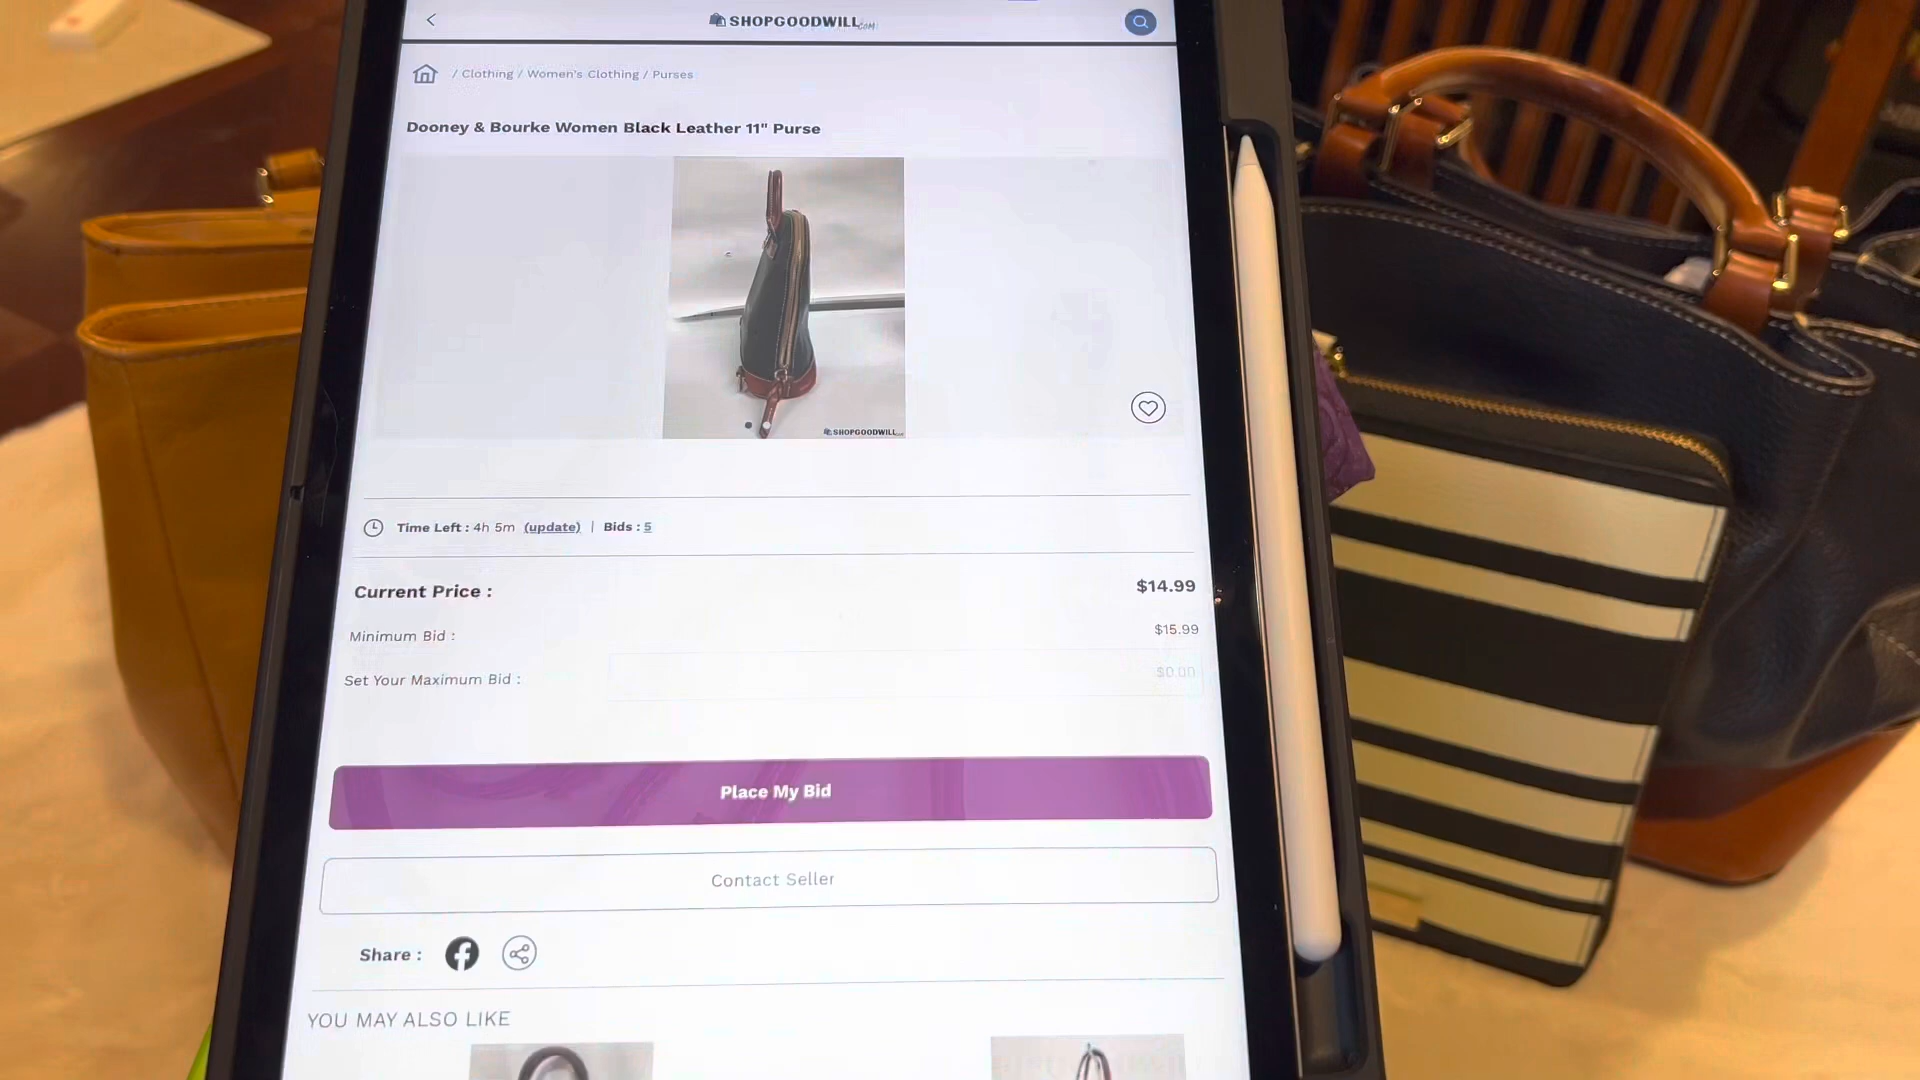 SHOPGOODWILL.COM
/ Clothing / Women's Clothing / Purses
Dooney & Bourke Women Black Leather 11" Purse
SHOPGOODWILL
Time Left : 4h 5m (update) | Bids : 5
Current Price : $14.99
Minimum Bid : $15.99
Set Your Maximum Bid : $0.00
Place My Bid
Contact Seller
Share :
YOU MAY ALSO LIKE